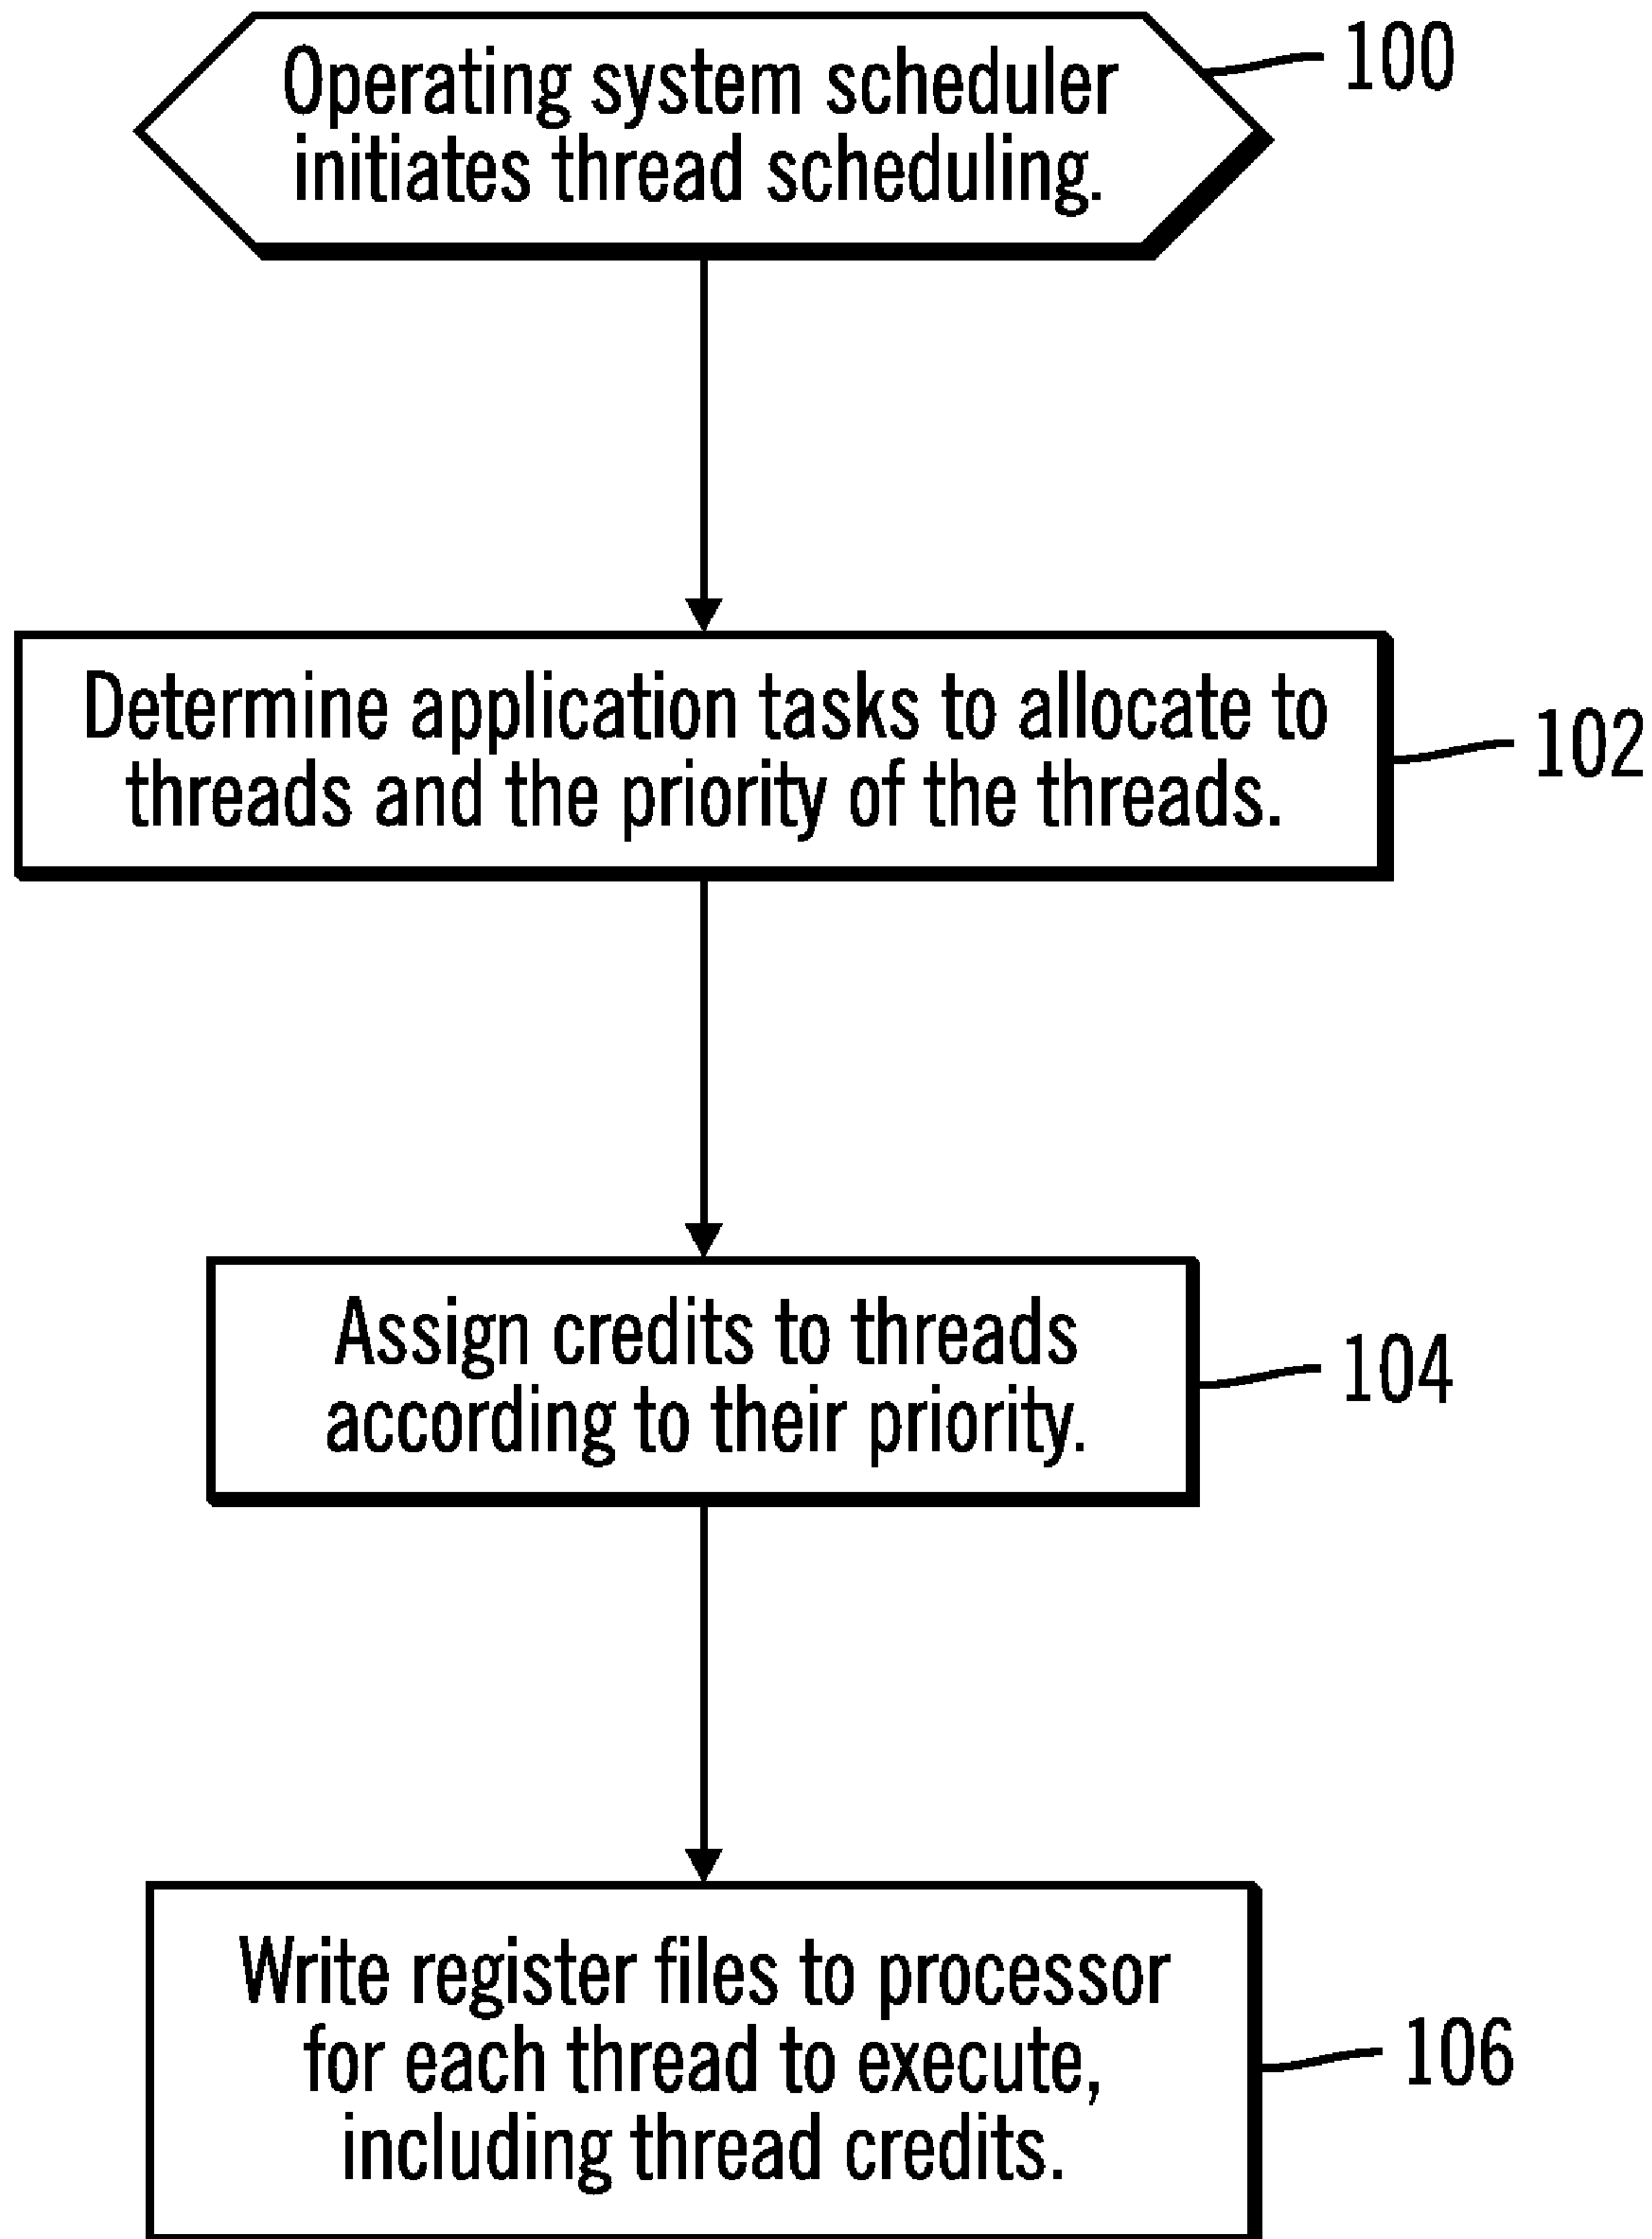 Operating system scheduler
initiates thread scheduling.
100
Determine application tasks to allocate to
threads and the priority of the threads.
102
Assign credits to threads
according to their priority.
104
Write register files to processor
for each thread to execute,
including thread credits.
106